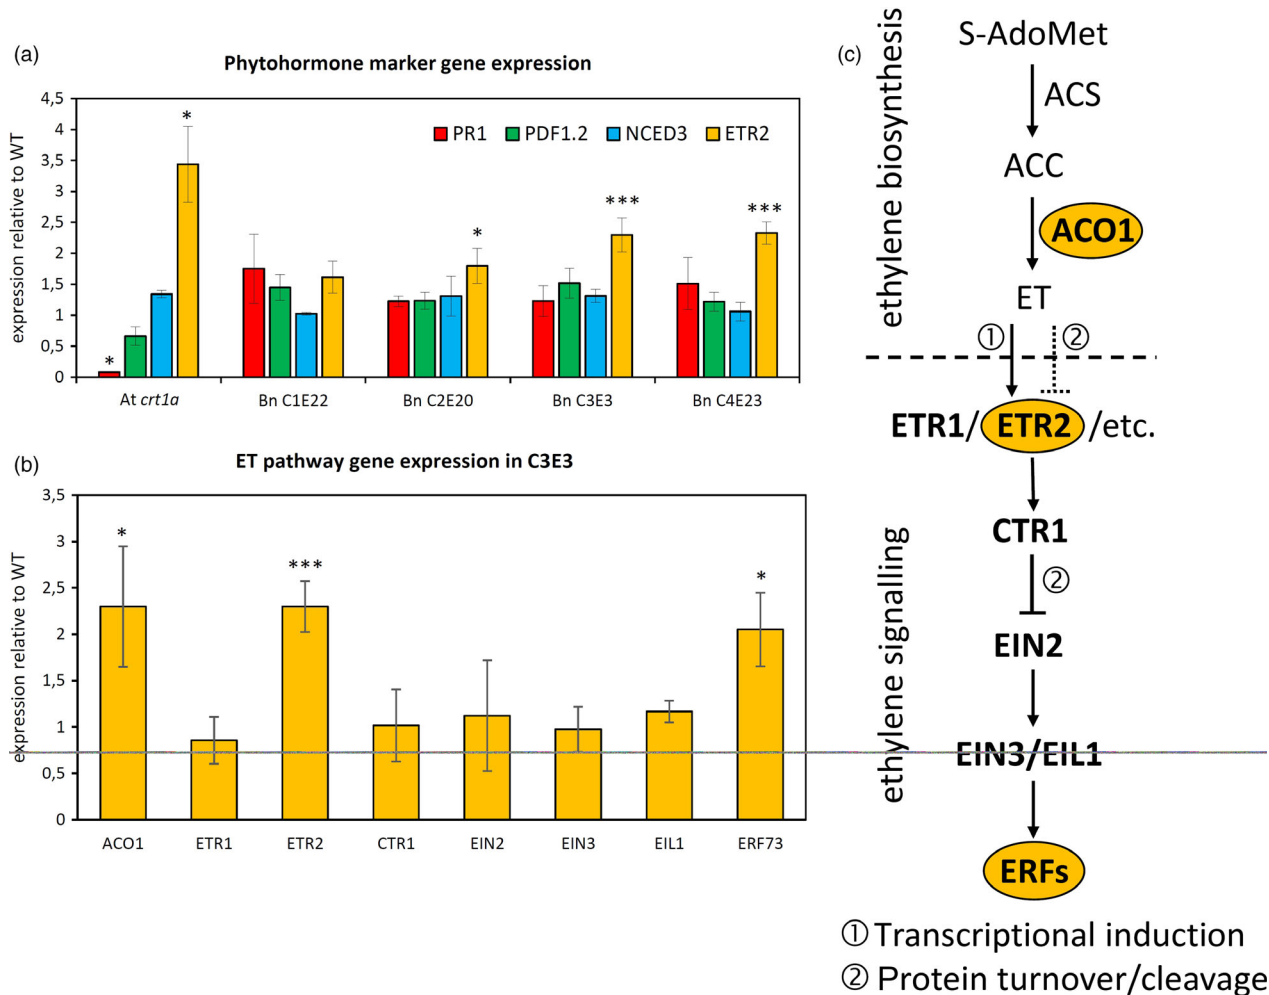 (a)
Phytohormone marker gene expression
expression relative to WT
4,5
4
3,5
3
2,5
2
1,5
1
0,5
0
PR1 PDF1.2 NCED3 ETR2
* * * *** ***
At crt1a Bn C1E22 Bn C2E20 Bn C3E3 Bn C4E23
(b)
ET pathway gene expression in C3E3
expression relative to WT
3,5
3
2,5
2
1,5
1
0,5
0
* *** *
ACO1 ETR1 ETR2 CTR1 EIN2 EIN3 EIL1 ERF73
(c)
ethylene biosynthesis
S-AdoMet
ACS
ACC
ACO1
ET
① ②
ETR1/ETR2/etc.
ethylene signalling
CTR1
②
EIN2
EIN3/EIL1
ERFs
① Transcriptional induction
② Protein turnover/cleavage